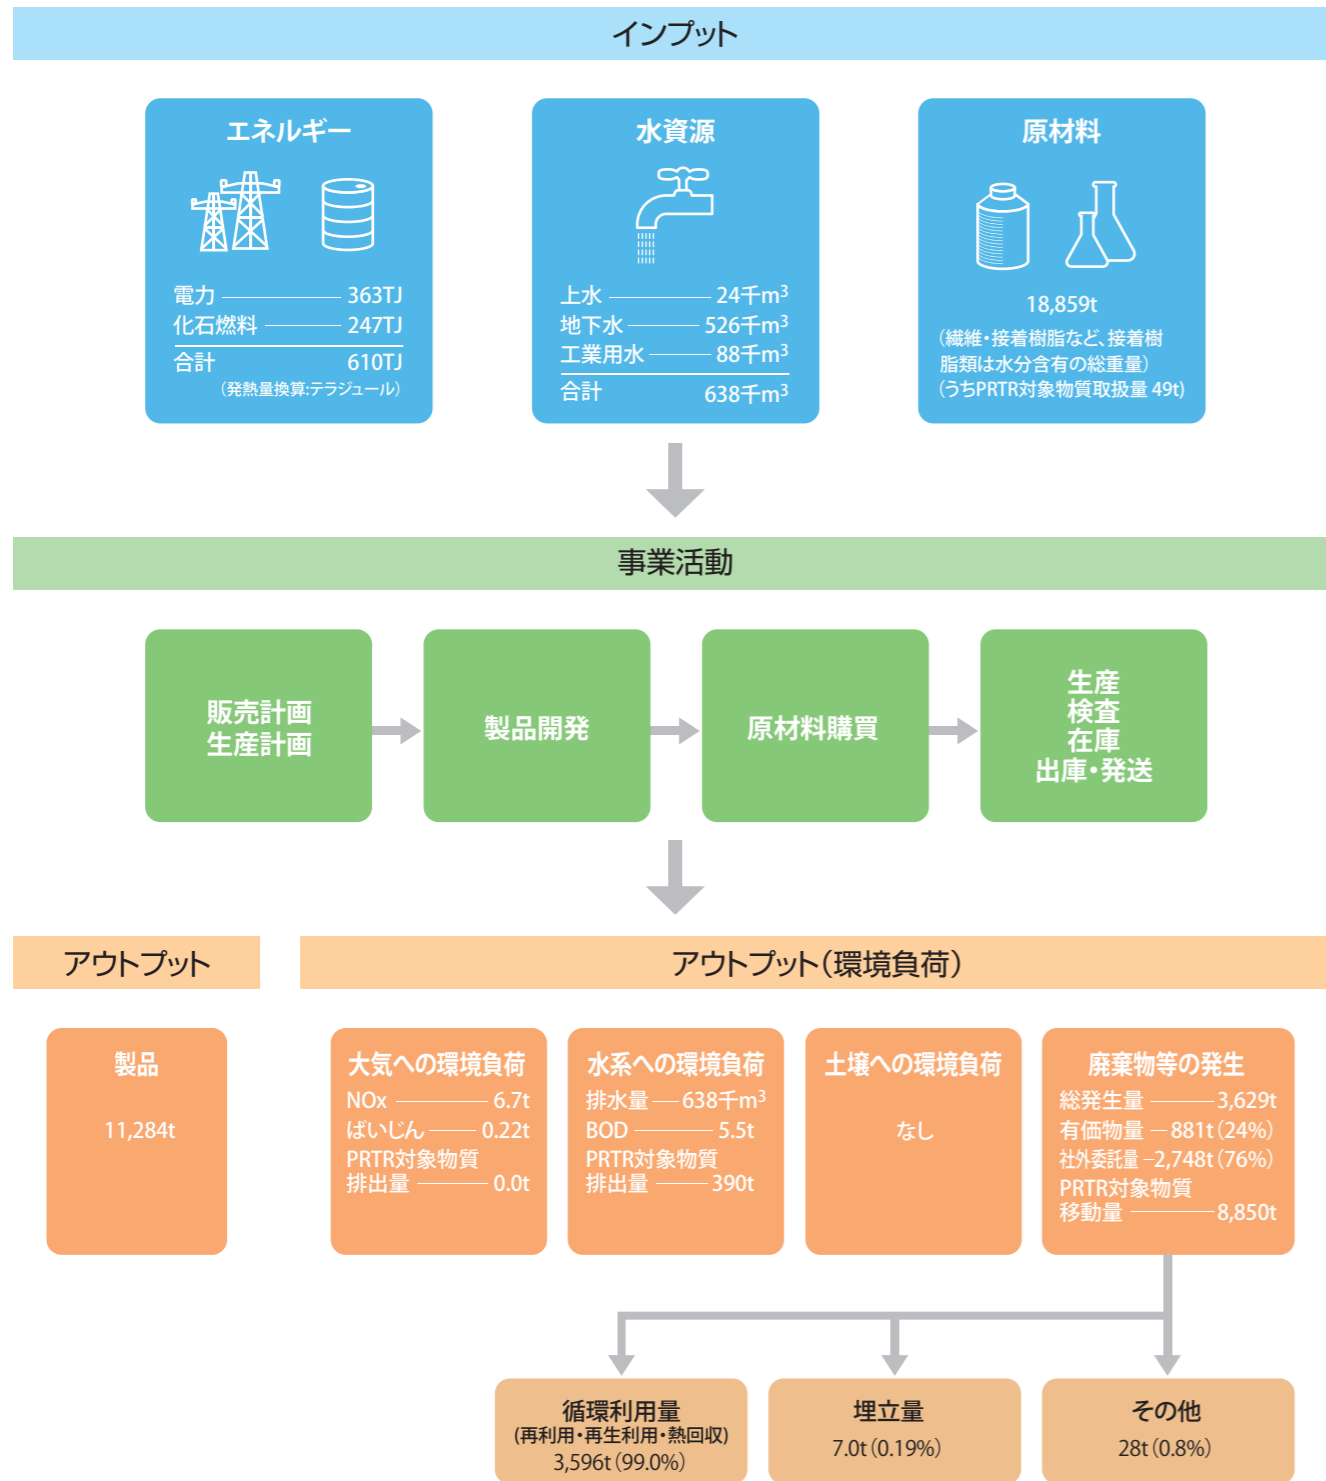 インプット
エネルギー
電力 363TJ
化石燃料 247TJ
合計 610TJ
(発熱量換算:テラジュール)
水資源
上水 24千m³
地下水 526千m³
工業用水 88千m³
合計 638千m³
原材料
18,859t
(繊維・接着樹脂など、接着樹
脂類は水分含有の総重量)
(うちPRTR対象物質取扱量 49t)
事業活動
販売計画
生産計画
製品開発
原材料購買
生産
検査
在庫
出庫・発送
アウトプット
アウトプット(環境負荷)
製品
11,284t
大気への環境負荷
NOx 6.7t
ばいじん 0.22t
PRTR対象物質
排出量 0.0t
水系への環境負荷
排水量 638千m³
BOD 5.5t
PRTR対象物質
排出量 390t
土壌への環境負荷
なし
廃棄物等の発生
総発生量 3,629t
有価物量 881t(24%)
社外委託量 2,748t(76%)
PRTR対象物質
移動量 8,850t
循環利用量
(再利用・再生利用・熱回収)
3,596t(99.0%)
埋立量
7.0t(0.19%)
その他
28t(0.8%)